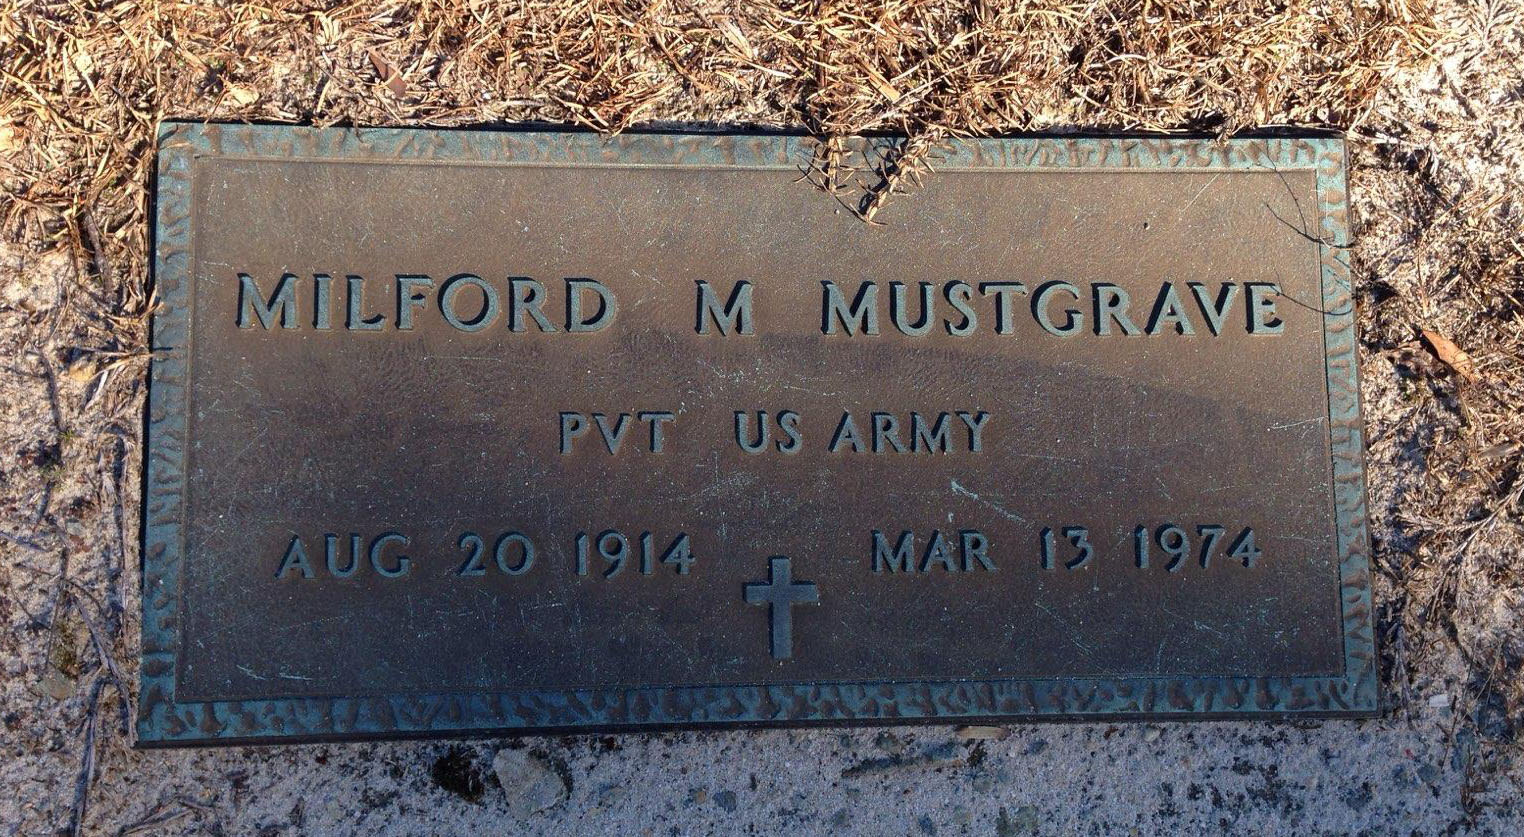 MILFORD M MUSTGRAVE
PVT US ARMY
AUG 20 1914 MAR 13 1974